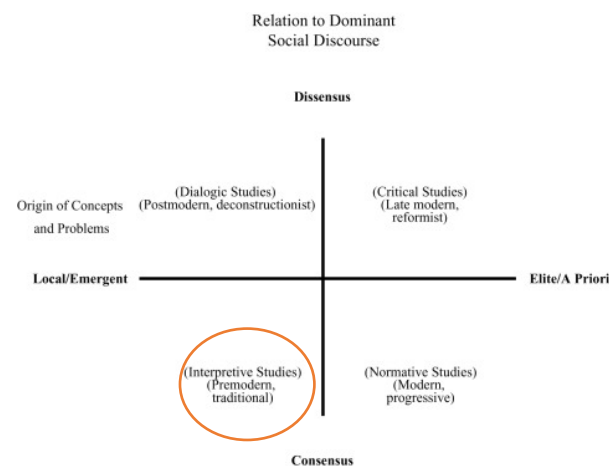 Relation to Dominant
Social Discourse
Dissensus
(Dialogic Studies)
(Postmodern, deconstructionist)
(Critical Studies)
(Late modern,
reformist)
Origin of Concepts
and Problems
Local/Emergent
Elite/A Priori
(Interpretive Studies)
(Premodern,
traditional)
(Normative Studies)
(Modern,
progressive)
Consensus